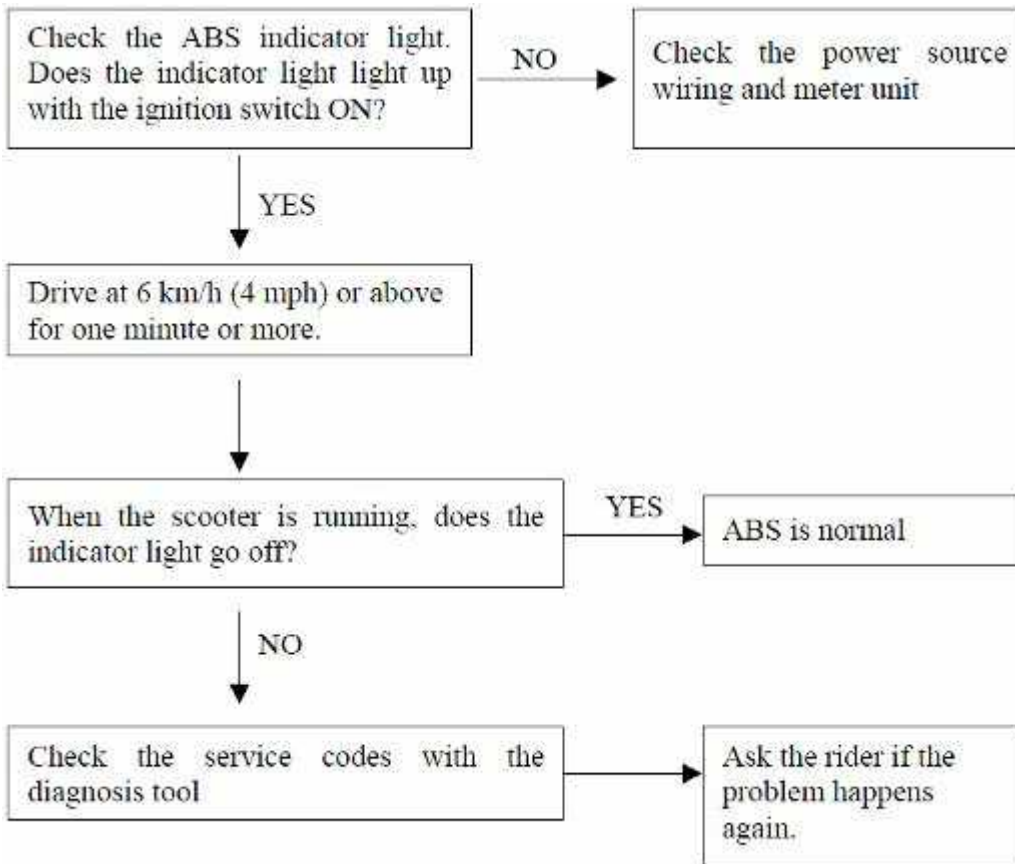 Check the ABS indicator light.
Does the indicator light light up
with the ignition switch ON?
NO
Check the power source
wiring and meter unit
YES
Drive at 6 km/h (4 mph) or above
for one minute or more.
When the scooter is running, does the
indicator light go off?
YES
ABS is normal
NO
Check the service codes with the
diagnosis tool
Ask the rider if the
problem happens
again.